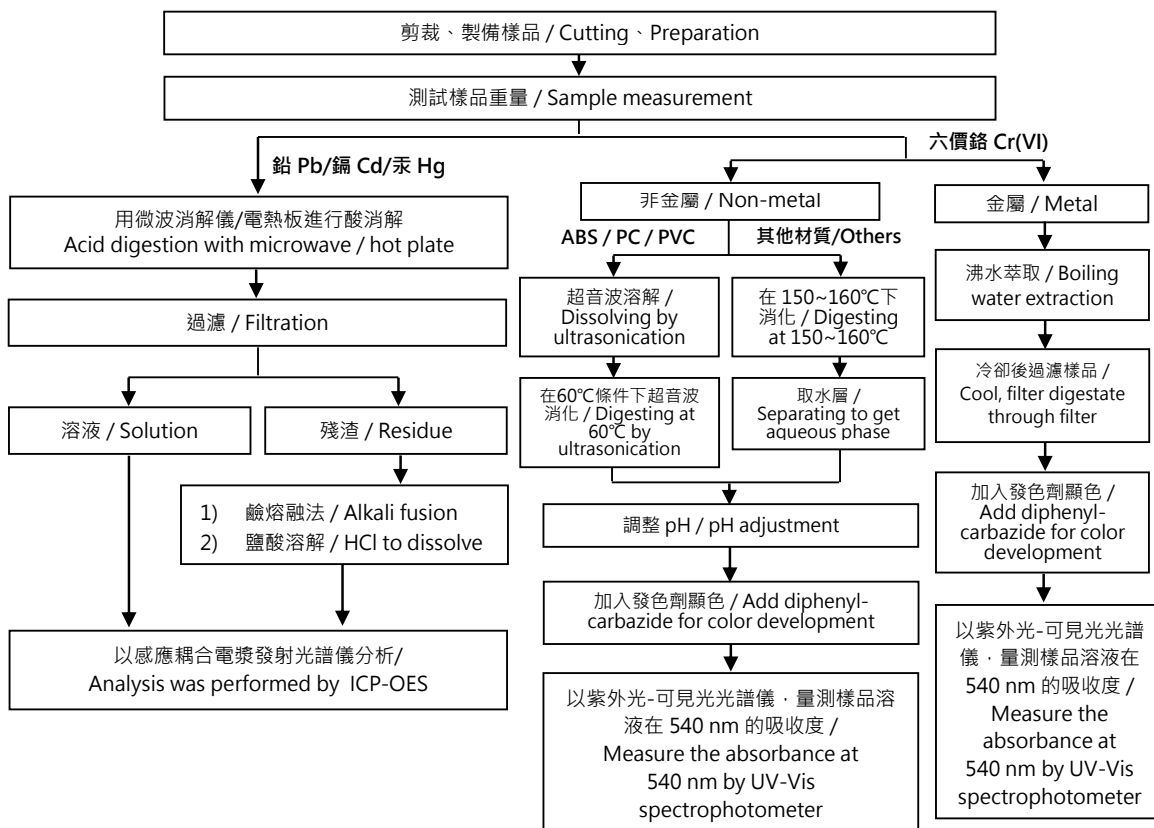 剪裁、製備樣品 / Cutting、Preparation
測試樣品重量 / Sample measurement
鉛 Pb/鎘 Cd/汞 Hg
六價鉻 Cr(VI)
用微波消解儀/電熱板進行酸消解
Acid digestion with microwave / hot plate
過濾 / Filtration
溶液 / Solution
殘渣 / Residue
1) 鹼熔融法 / Alkali fusion
2) 鹽酸溶解 / HCl to dissolve
以感應耦合電漿發射光譜儀分析/
Analysis was performed by ICP-OES
非金屬 / Non-metal
ABS / PC / PVC
其他材質/Others
超音波溶解 /
Dissolving by
ultrasonication
在60℃條件下超音波
消化 / Digesting at
60℃ by
ultrasonication
在 150~160℃下
消化 / Digesting
at 150~160℃
取水層 /
Separating to get
aqueous phase
調整 pH / pH adjustment
加入發色劑顯色 / Add diphenyl-
carbazide for color development
以紫外光-可見光光譜儀，量測樣品溶
液在 540 nm 的吸收度 /
Measure the absorbance at
540 nm by UV-Vis
spectrophotometer
金屬 / Metal
沸水萃取 / Boiling
water extraction
冷卻後過濾樣品 /
Cool, filter digestate
through filter
加入發色劑顯色 /
Add diphenyl-
carbazide for color
development
以紫外光-可見光光譜
儀，量測樣品溶液在
540 nm 的吸收度 /
Measure the
absorbance at
540 nm by UV-Vis
spectrophotometer